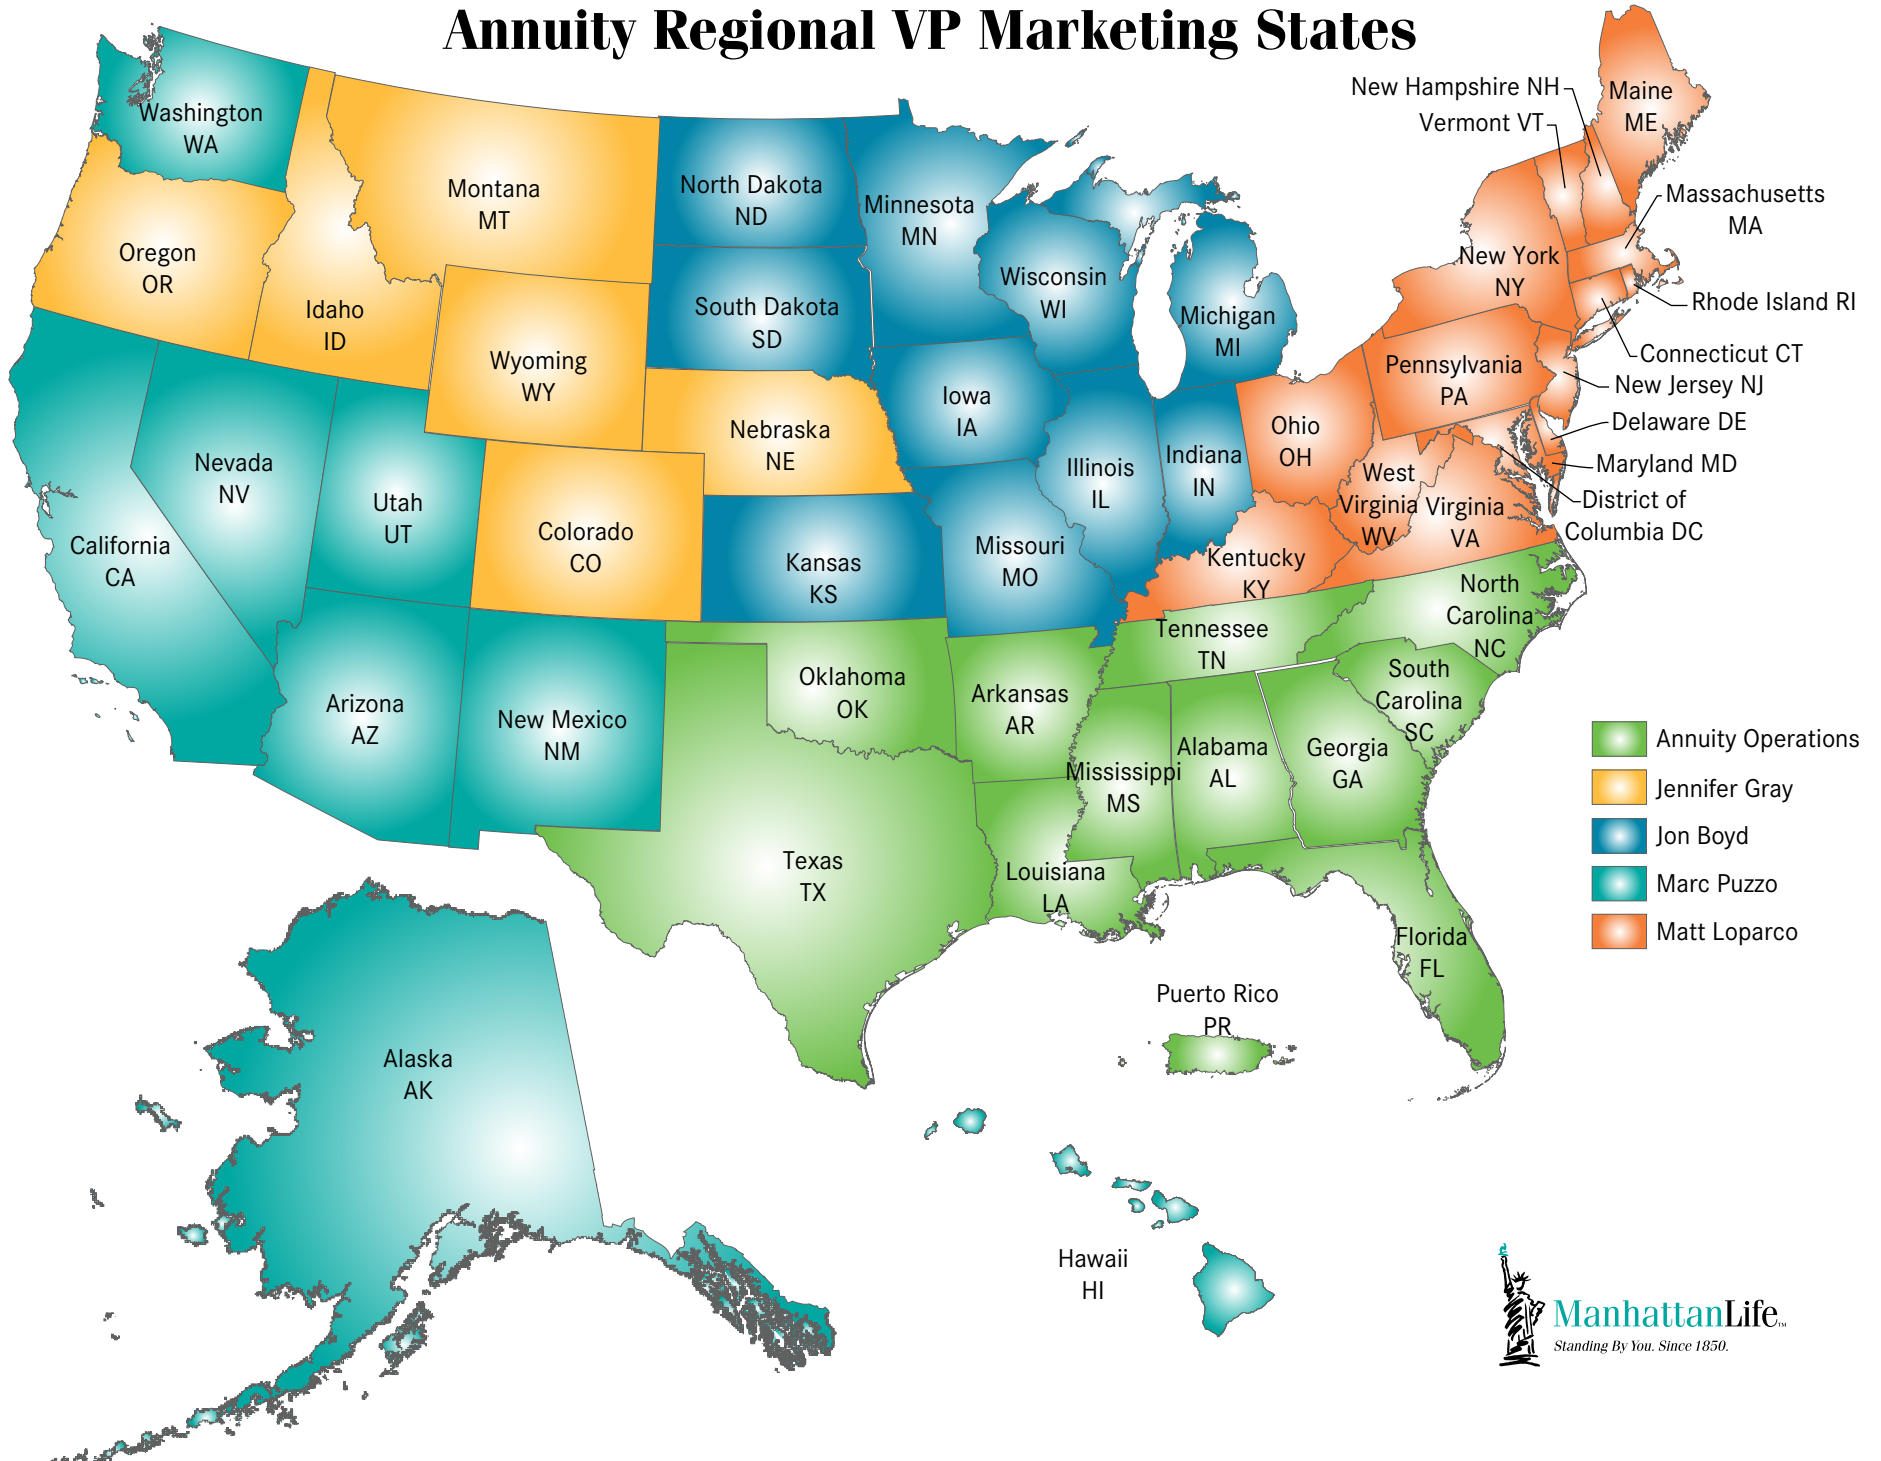 Annuity Regional VP Marketing States
Washington
WA
Oregon
OR
Idaho
ID
Montana
MT
Wyoming
WY
North Dakota
ND
South Dakota
SD
Nebraska
NE
Minnesota
MN
Wisconsin
WI
Michigan
MI
Iowa
IA
Illinois
IL
Indiana
IN
Ohio
OH
Pennsylvania
PA
New York
NY
New Hampshire NH
Vermont VT
Maine
ME
Massachusetts
MA
Rhode Island RI
Connecticut CT
New Jersey NJ
Delaware DE
Maryland MD
District of
Columbia DC
West
Virginia
WV
Virginia
VA
Kentucky
KY
California
CA
Nevada
NV
Utah
UT
Colorado
CO
Kansas
KS
Missouri
MO
Arizona
AZ
New Mexico
NM
Oklahoma
OK
Arkansas
AR
Tennessee
TN
North
Carolina
NC
South
Carolina
SC
Texas
TX
Louisiana
LA
Mississippi
MS
Alabama
AL
Georgia
GA
Florida
FL
Puerto Rico
PR
Alaska
AK
Hawaii
HI
Annuity Operations
Jennifer Gray
Jon Boyd
Marc Puzzo
Matt Loparco
ManhattanLife™
Standing By You. Since 1850.